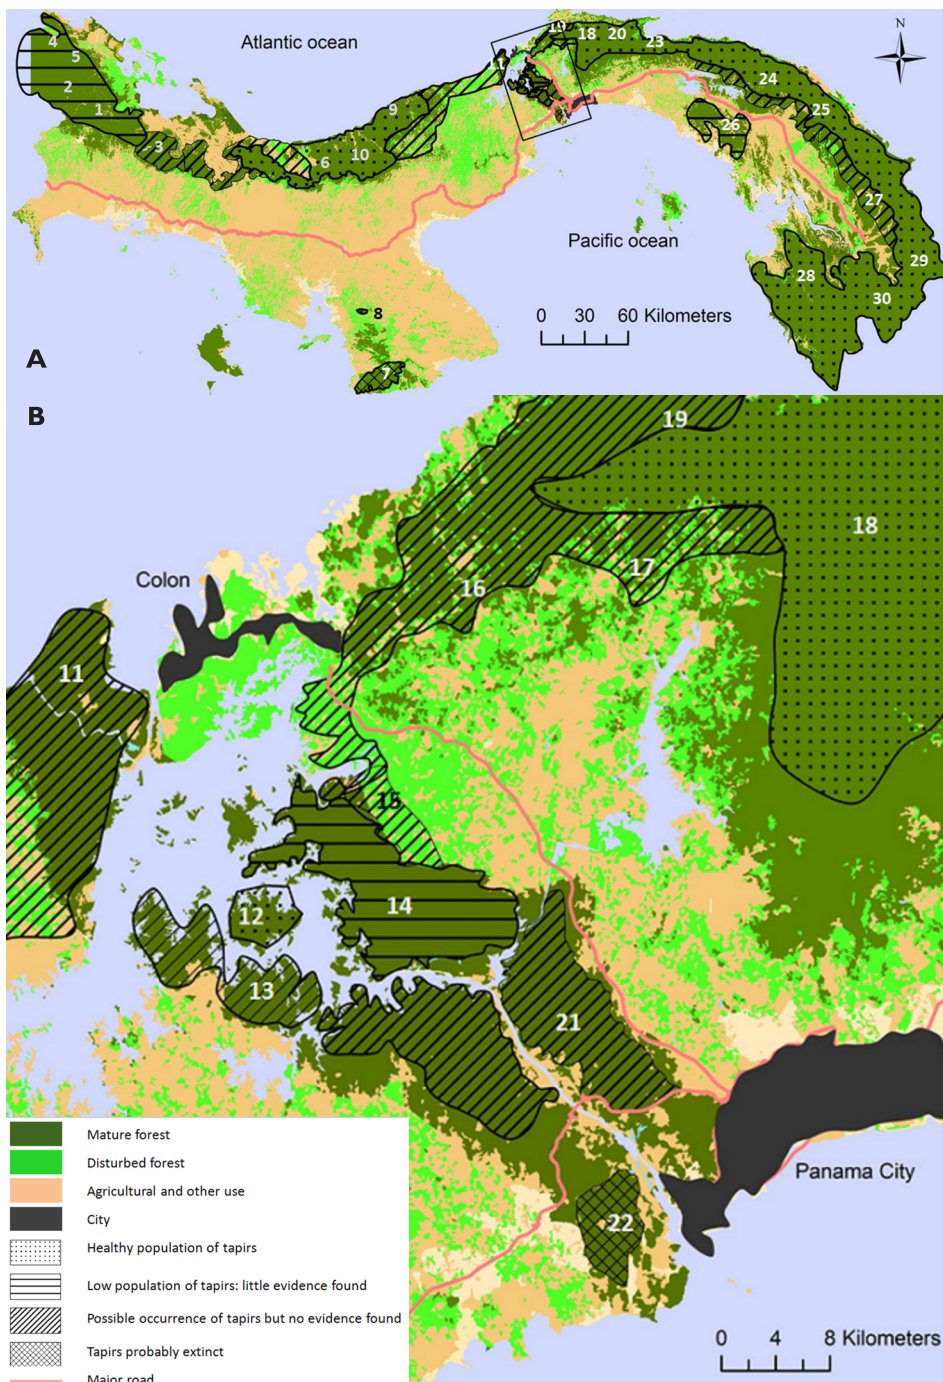 Atlantic ocean
N
4
5
2
1
3
6
10
9
11
19
18
20
23
24
25
26
27
28
29
30
Pacific ocean
0 30 60 Kilometers
8
7
A
B
19
18
17
16
Colon
11
15
14
12
13
21
22
Panama City
0 4 8 Kilometers
Mature forest
Disturbed forest
Agricultural and other use
City
Healthy population of tapirs
Low population of tapirs: little evidence found
Possible occurrence of tapirs but no evidence found
Tapirs probably extinct
Major road